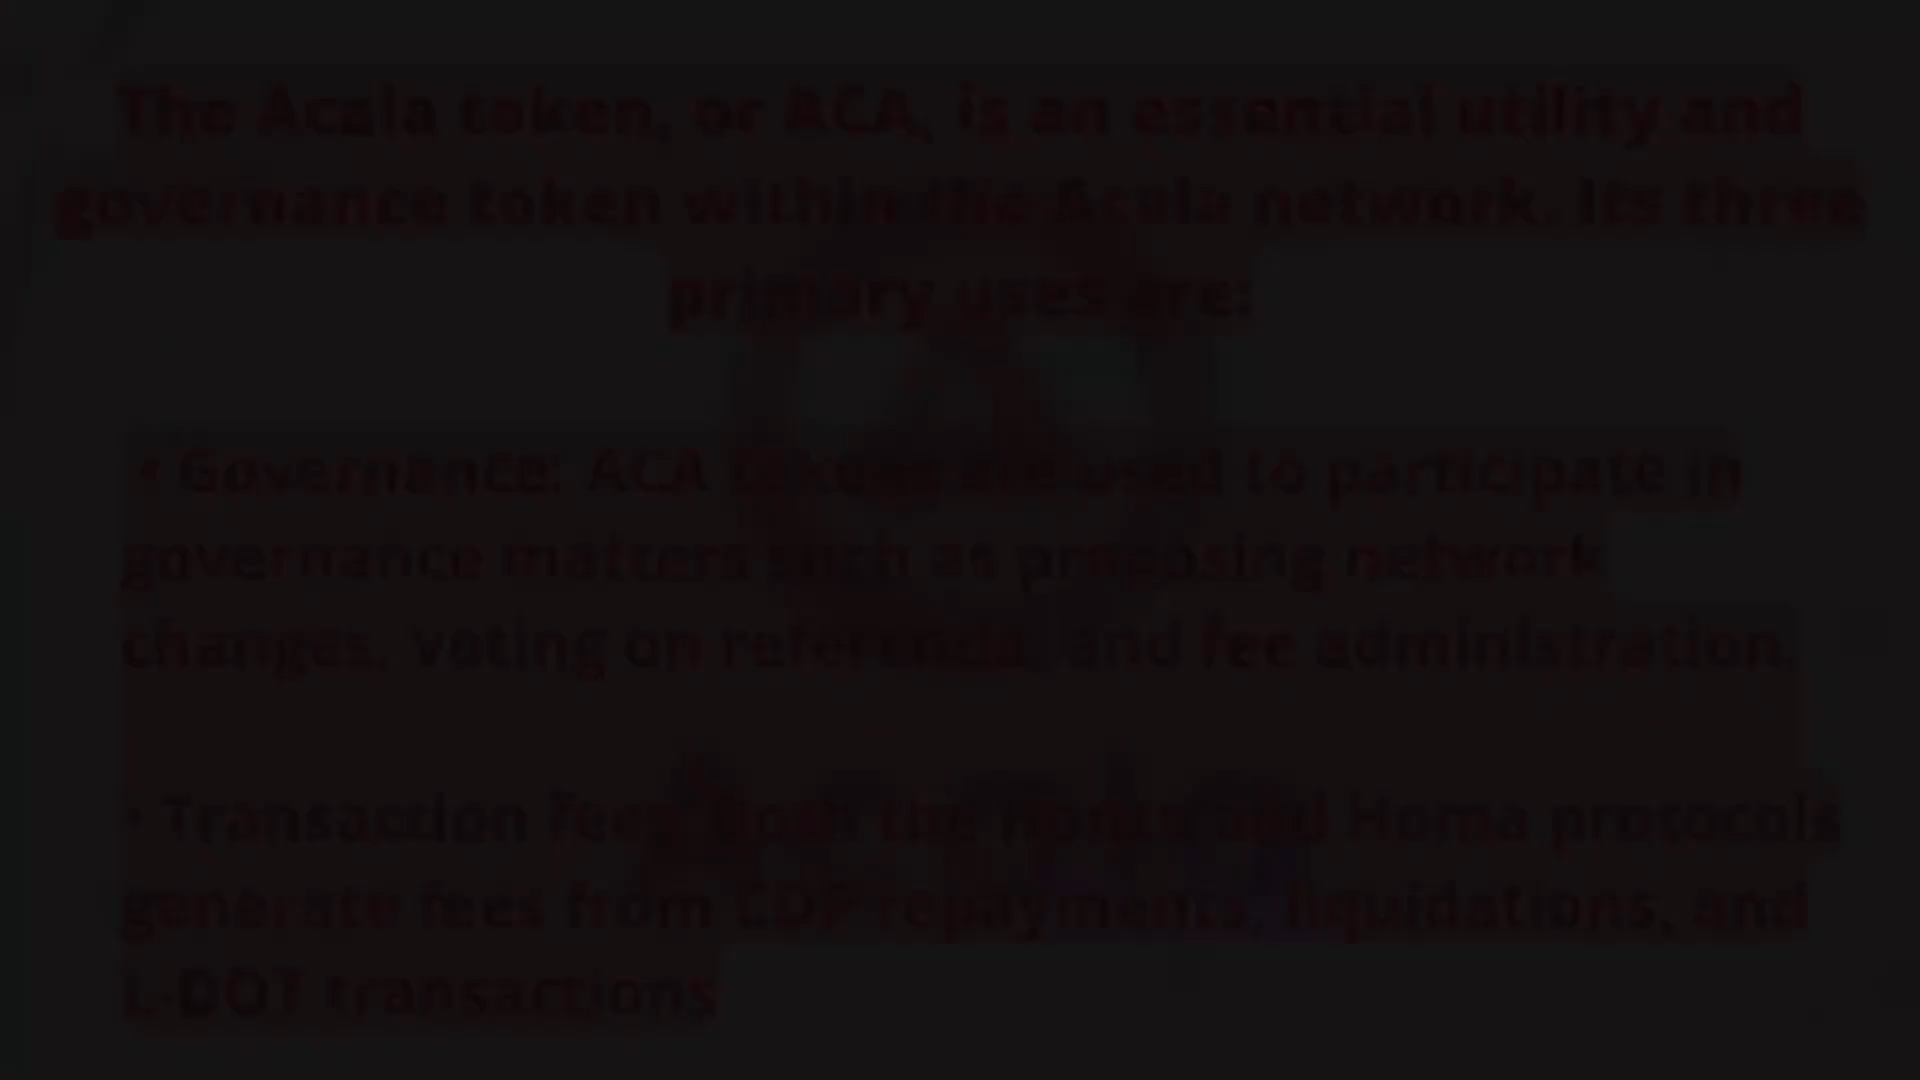 The Acala token, or ACA, is an essential utility and
governance token within the Acala network. Its three
primary uses are:
• Governance: ACA tokens are used to participate in
governance matters such as proposing network
changes, voting on referenda, and fee administration.
• Transaction fees: Both the Honzon and Homa protocols
generate fees from CDP repayments, liquidations, and
L-DOT transactions